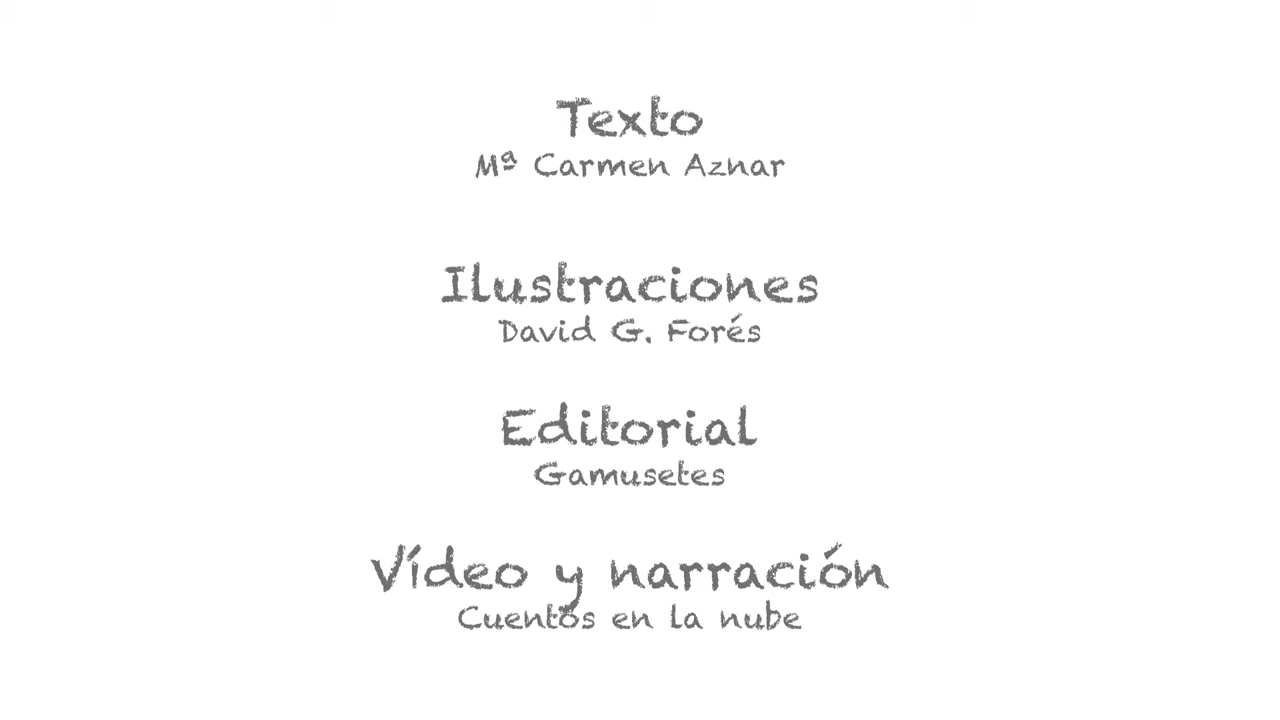 Texto
Mª Carmen Aznar
Ilustraciones
David G. Forés
Editorial
Gamusetes
Vídeo y narración
Cuentos en la nube